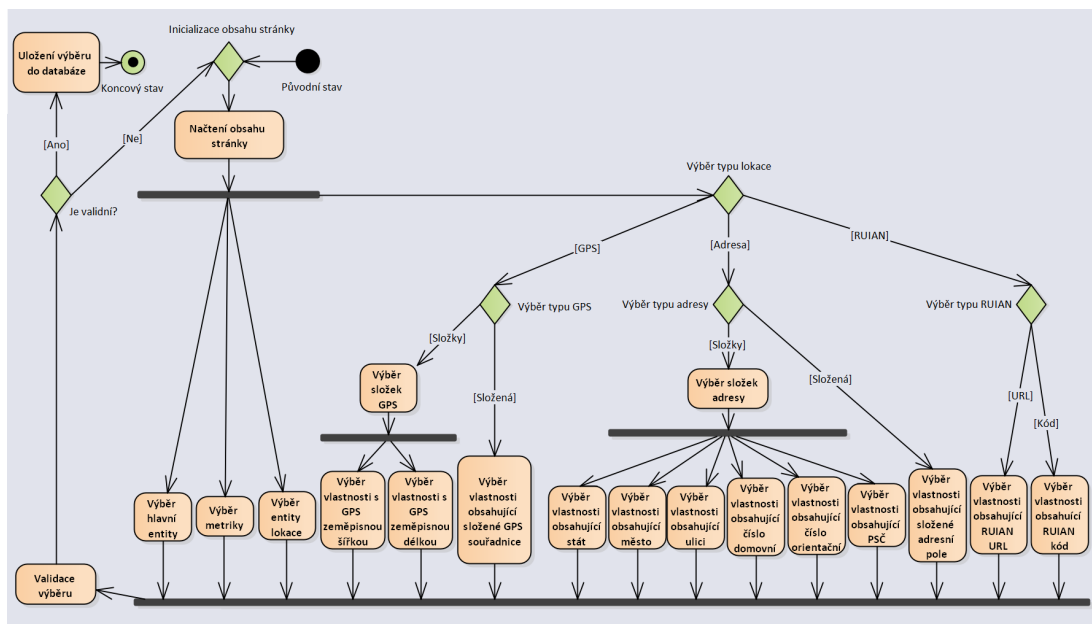 Inicializace obsahu stránky
Uložení výběru
do databáze
Koncový stav
Původní stav
[Ano]
[Ne]
Načtení obsahu
stránky
Je validní?
Výběr typu lokace
[GPS]
[Adresa]
[RUIAN]
Výběr typu GPS
Výběr typu adresy
Výběr typu RUIAN
[Složky]
[Složená]
[Složky]
[Složená]
[URL]
[Kód]
Výběr
složek
GPS
Výběr složek
adresy
Výběr
hlavní
entity
Výběr
metriky
Výběr
entity
lokace
Výběr
vlastnosti s
GPS
zeměpisnou
šířkou
Výběr
vlastnosti s
GPS
zeměpisnou
délkou
Výběr
vlastnosti
obsahující
složené GPS
souřadnice
Výběr
vlastnosti
obsahující
stát
Výběr
vlastnosti
obsahující
město
Výběr
vlastnosti
obsahující
ulici
Výběr
vlastnosti
obsahující
číslo
domovní
Výběr
vlastnosti
obsahující
číslo
orientační
Výběr
vlastnosti
obsahující
PSČ
Výběr
vlastnosti
obsahující
složené
adresní
pole
Výběr
vlastnosti
obsahující
RUIAN
URL
Výběr
vlastnosti
obsahuící
RUIAN
kód
Validace
výběru